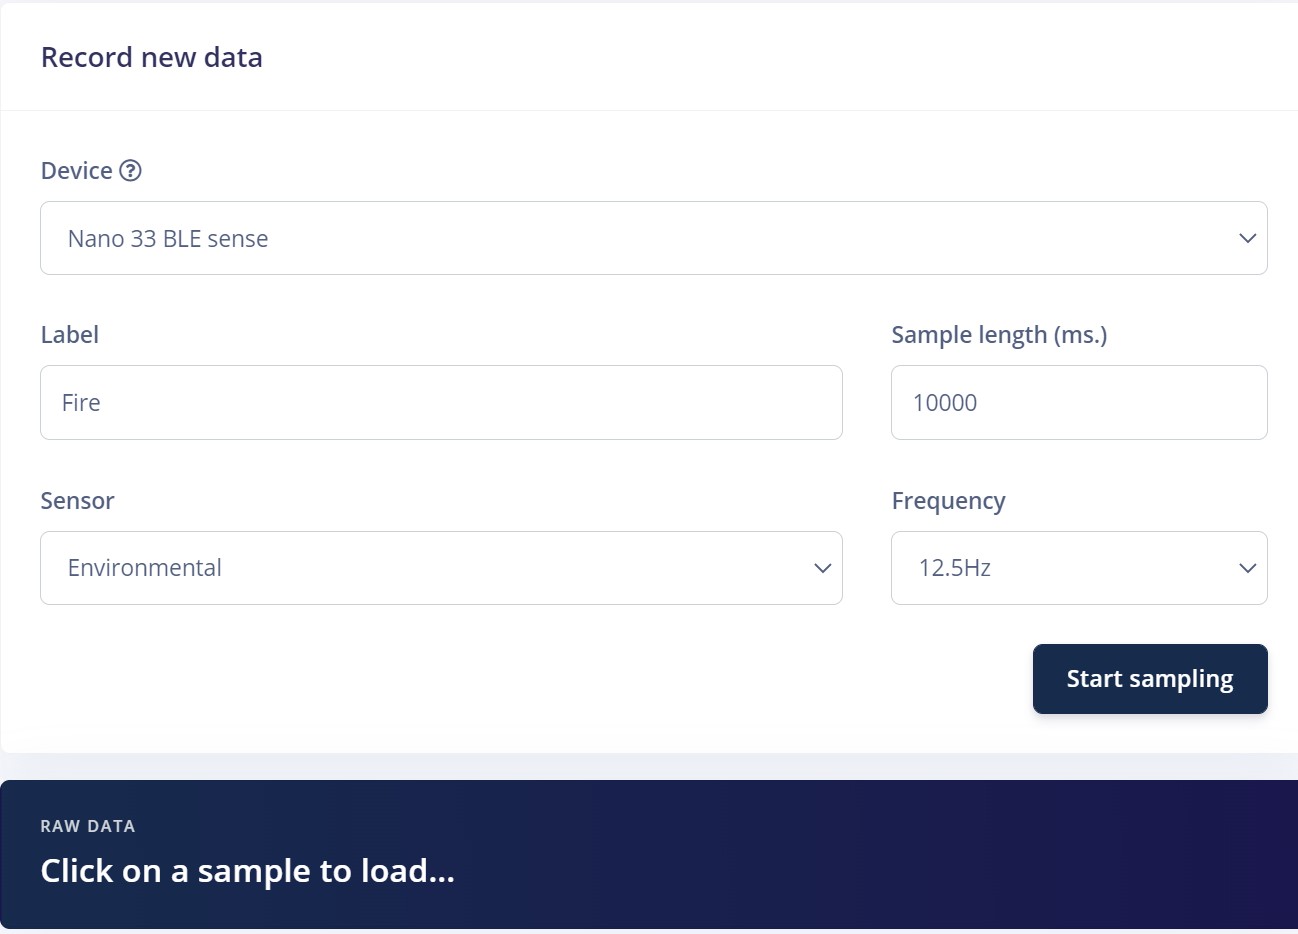 Record new data
Device ?
Nano 33 BLE sense
Label
Sample length (ms.)
Fire
10000
Sensor
Frequency
Environmental
12.5Hz
Start sampling
RAW DATA
Click on a sample to load...